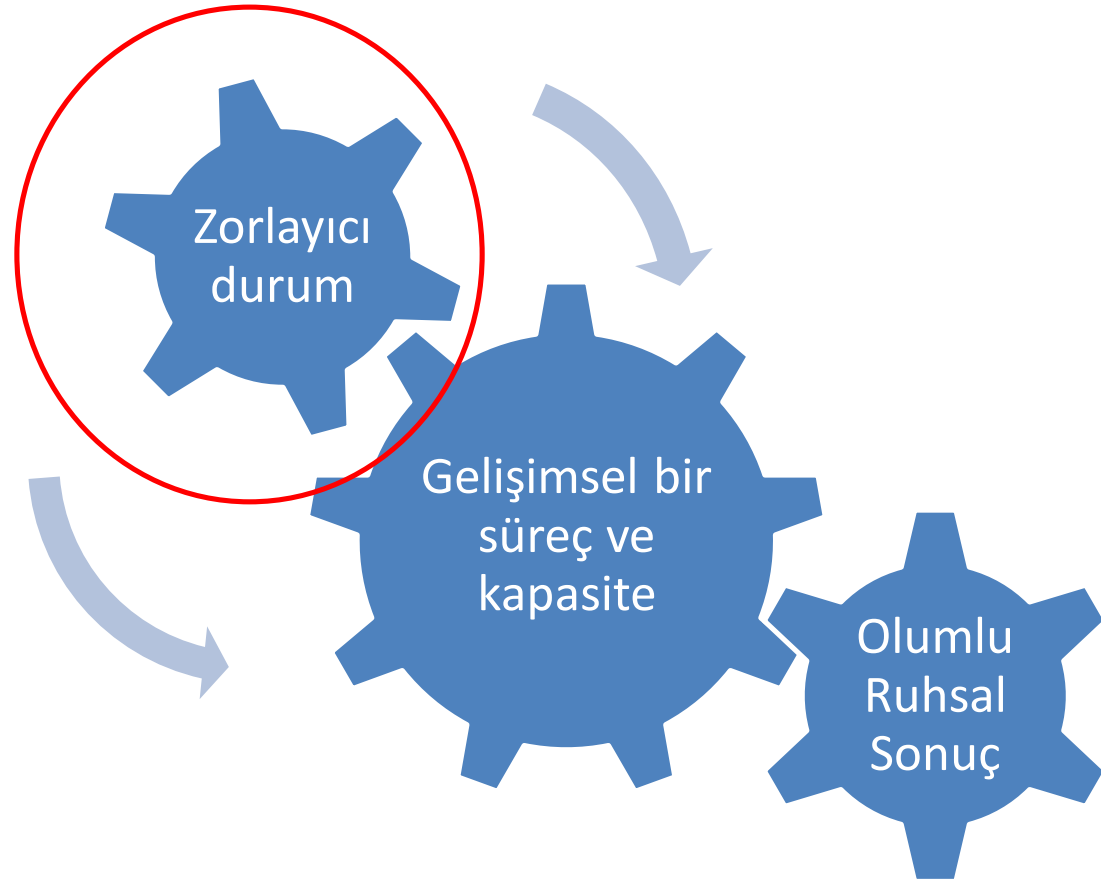 Zorlayıcı
durum
Gelişimsel bir
süreç ve
kapasite
Olumlu
Ruhsal
Sonuç